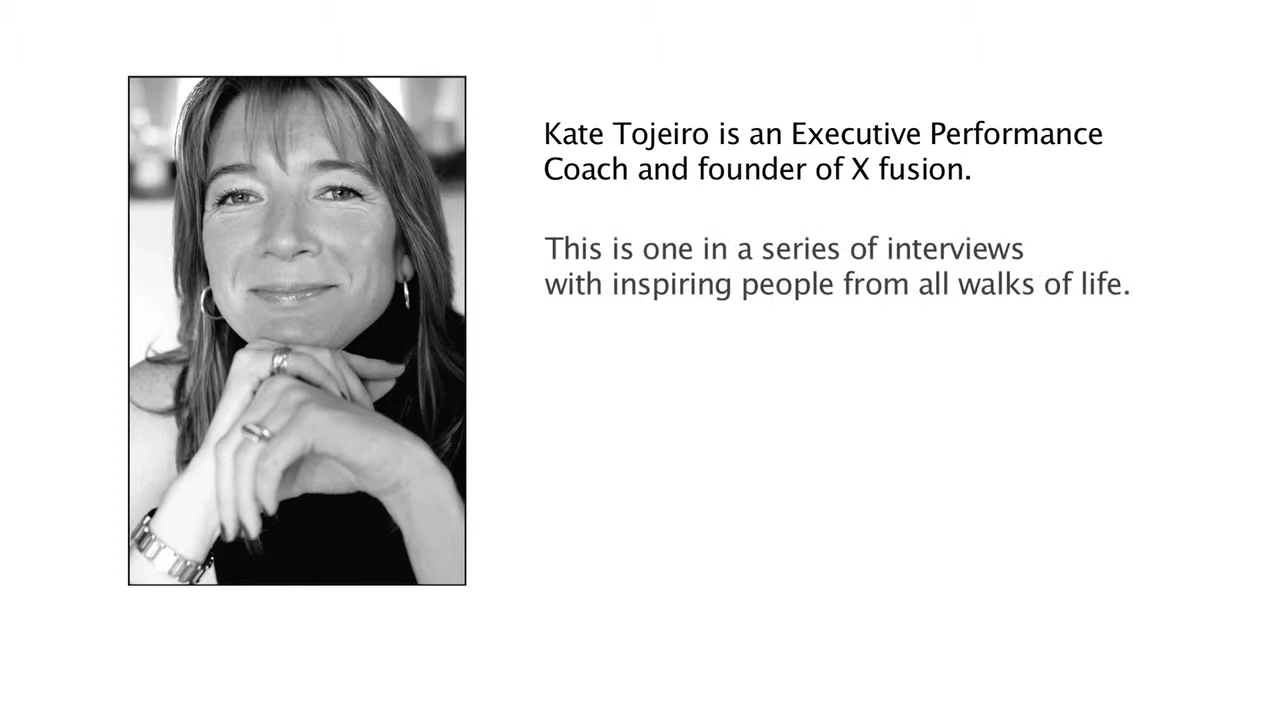 Kate Tojeiro is an Executive Performance
Coach and founder of X fusion.
This is one in a series of interviews
with inspiring people from all walks of life.